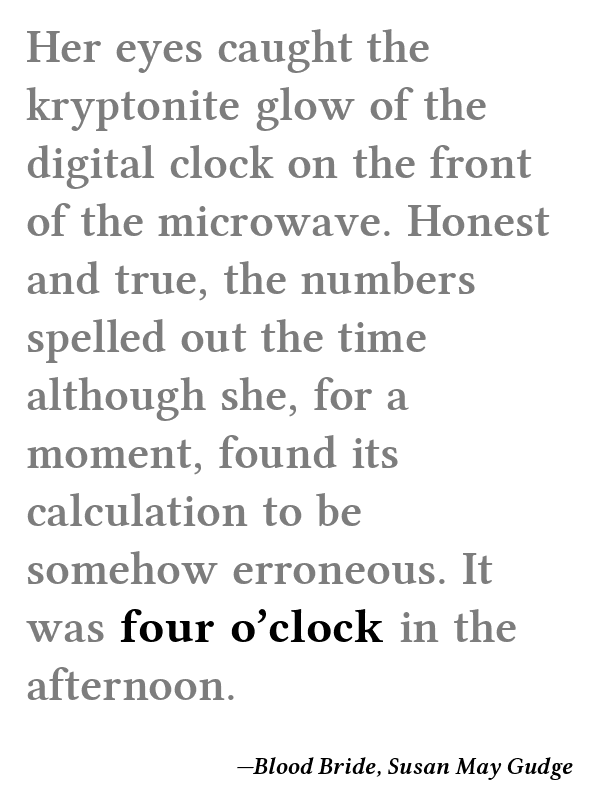 Her eyes caught the
kryptonite glow of the
digital clock on the front
of the microwave. Honest
and true, the numbers
spelled out the time
although she, for a
moment, found its
calculation to be
somehow erroneous. It
was four o’clock in the
afternoon.
—Blood Bride, Susan May Gudge